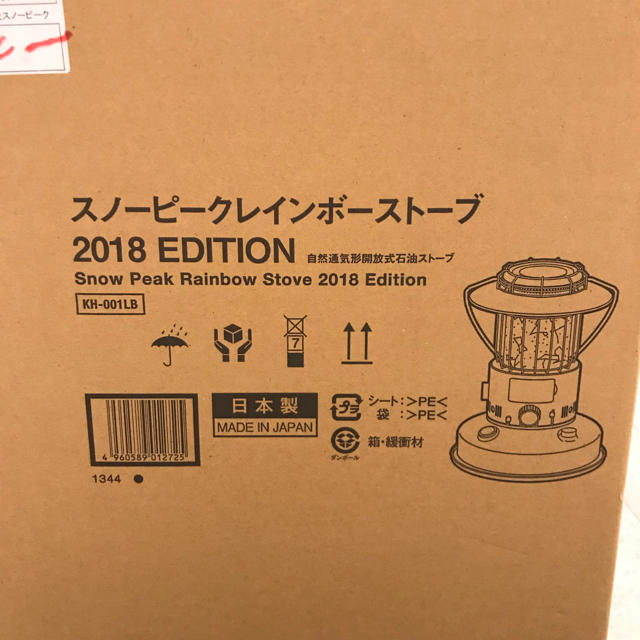 スノーピーク
スノーピークレインボーストーブ
2018 EDITION 自然通気形開放式石油ストーブ
Snow Peak Rainbow Stove 2018 Edition
KH-001LB
7
日本製
MADE IN JAPAN
プラ
シート:>PE<
袋:>PE<
ダンボール
箱・緩衝材
4 960589 012725
1344